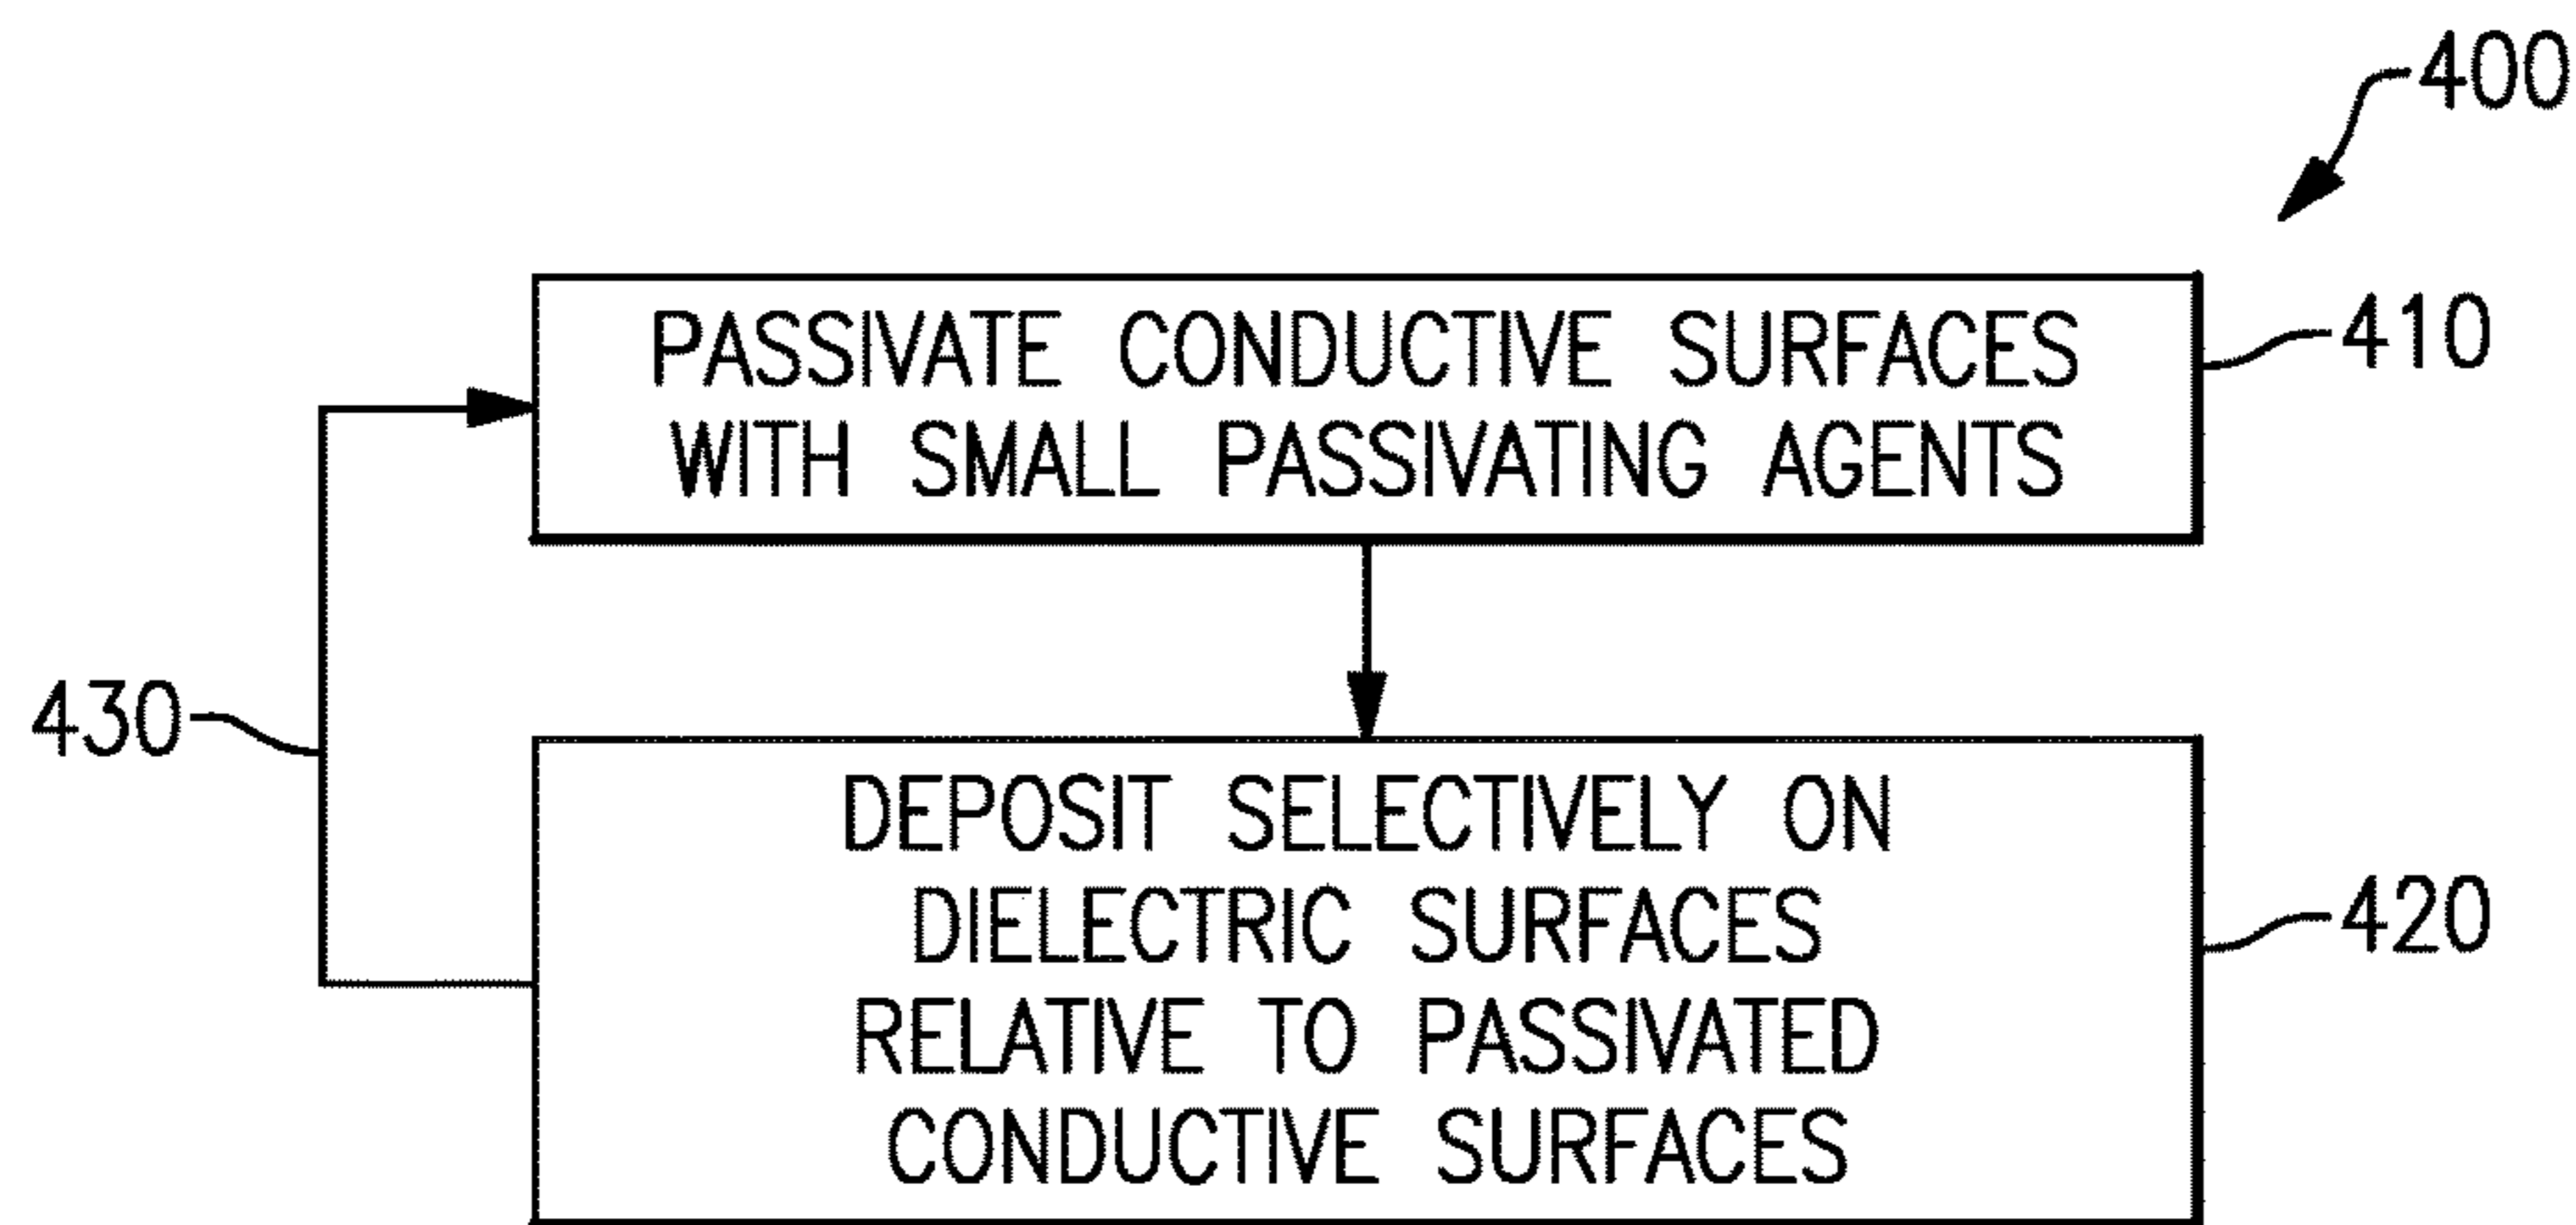 400
PASSIVATE CONDUCTIVE SURFACES
WITH SMALL PASSIVATING AGENTS
410
430
DEPOSIT SELECTIVELY ON
DIELECTRIC SURFACES
RELATIVE TO PASSIVATED
CONDUCTIVE SURFACES
420